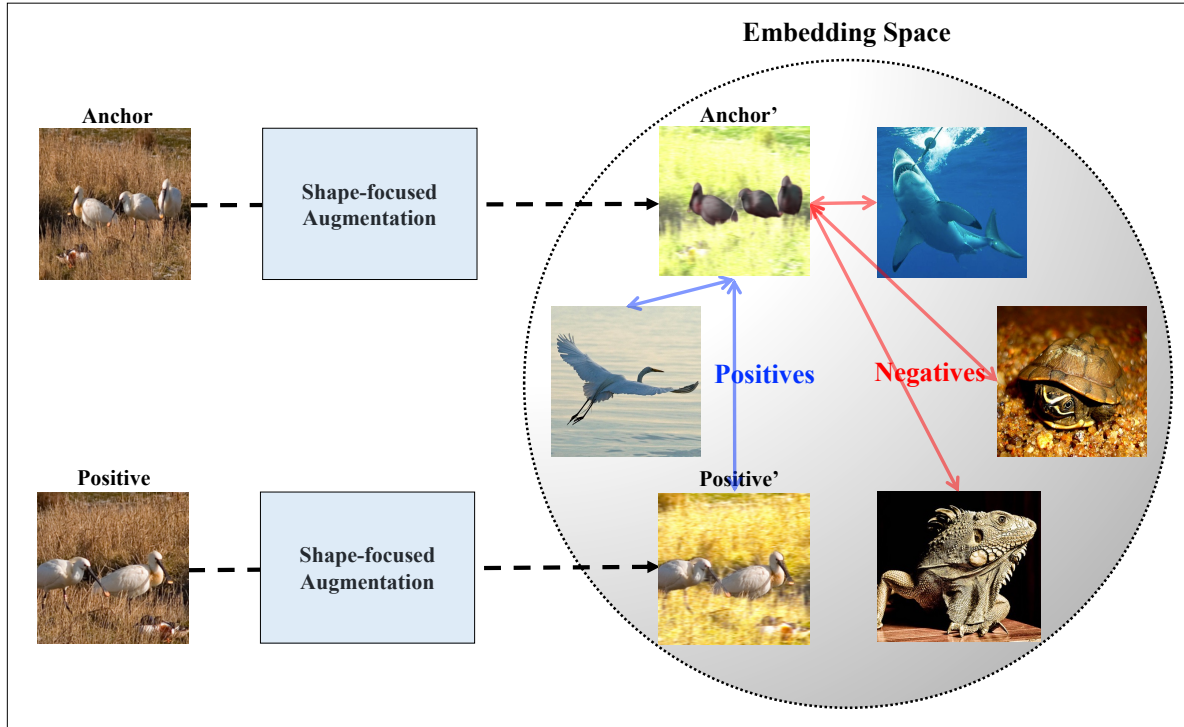 Embedding Space
Anchor
Anchor’
Shape-focused
Augmentation
Positives
Negatives
Positive
Positive’
Shape-focused
Augmentation